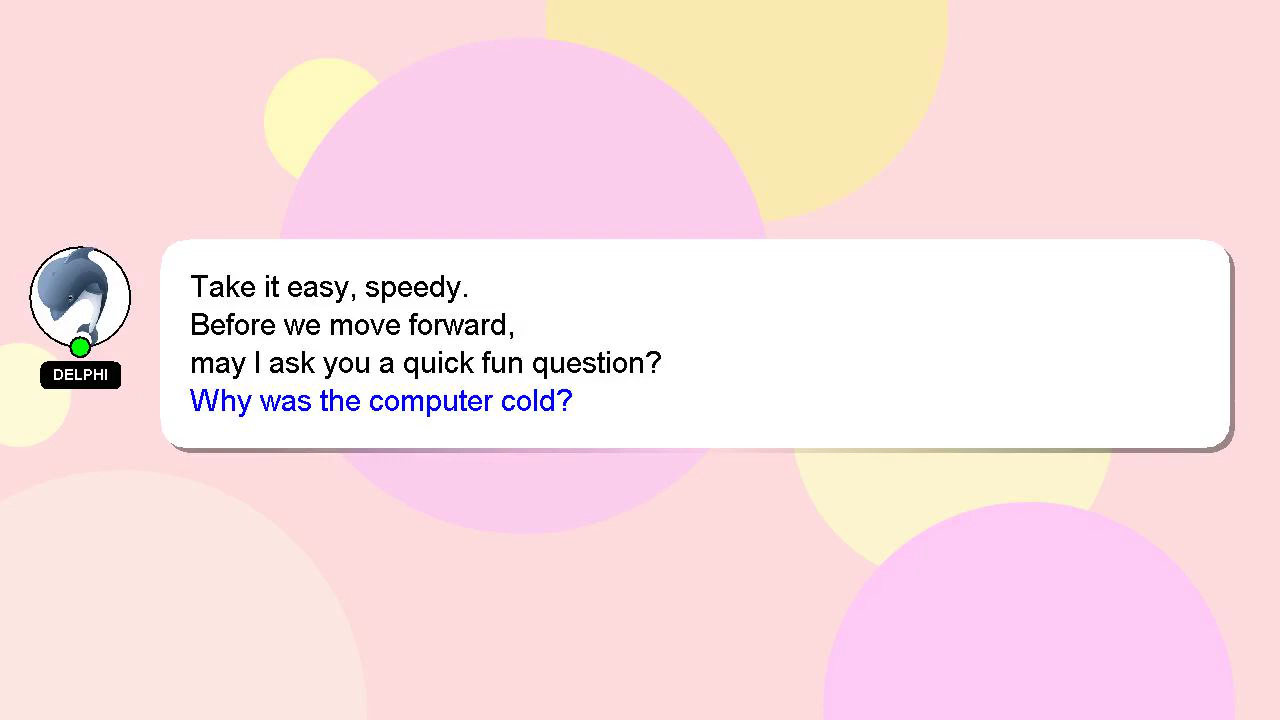 Take it easy, speedy.
Before we move forward,
may I ask you a quick fun question?
Why was the computer cold?
DELPHI